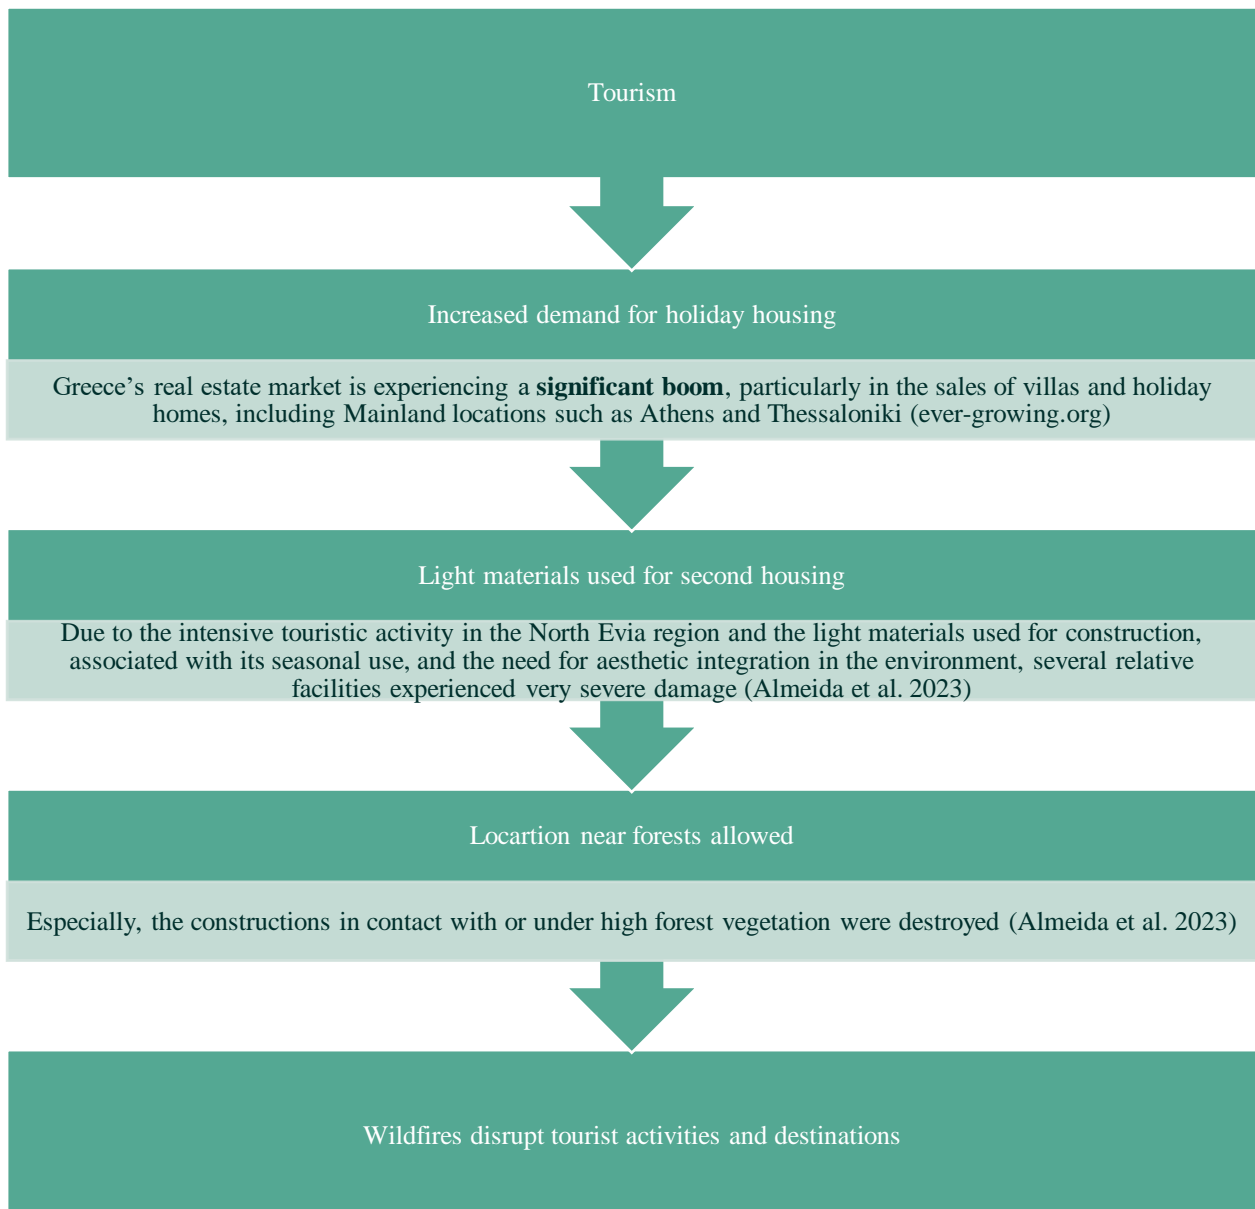 Tourism
Increased demand for holiday housing
Greece’s real estate market is experiencing a significant boom, particularly in the sales of villas and holiday
homes, including Mainland locations such as Athens and Thessaloniki (ever-growing.org)
Light materials used for second housing
Due to the intensive touristic activity in the North Evia region and the light materials used for construction,
associated with its seasonal use, and the need for aesthetic integration in the environment, several relative
facilities experienced very severe damage (Almeida et al. 2023)
Locartion near forests allowed
Especially, the constructions in contact with or under high forest vegetation were destroyed (Almeida et al. 2023)
Wildfires disrupt tourist activities and destinations